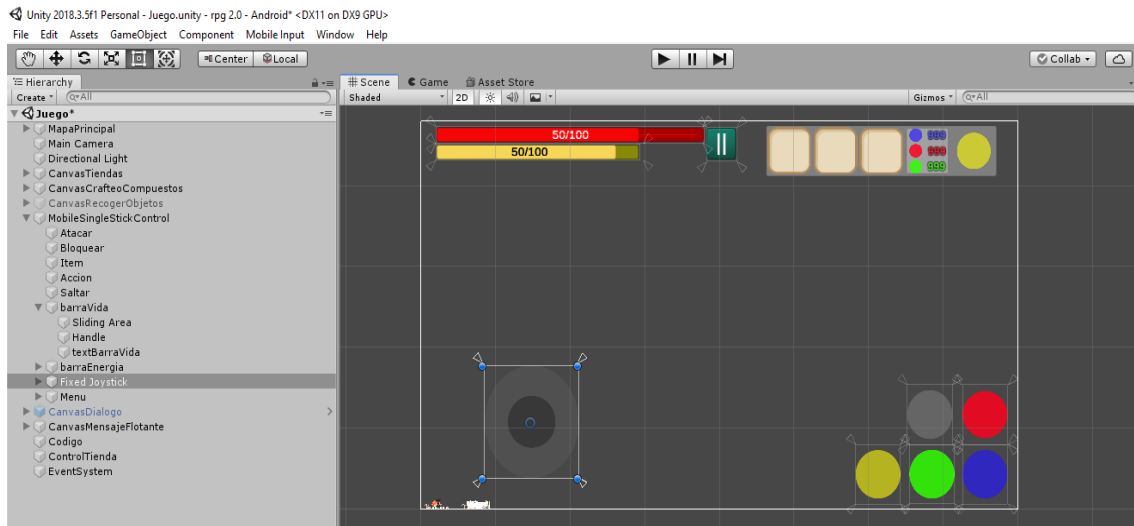 Unity 2018.3.5f1 Personal - Juego.unity - rpg 2.0 - Android* <DX11 on DX9 GPU>
File Edit Assets GameObject Component Mobile Input Window Help
Center Local Collab
Hierarchy Scene Game Asset Store
Create All Shaded 2D Gizmos All
Juego*
MapaPrincipal
Main Camera
Directional Light
CanvasTiendas
CanvasCrafteoCompuestos
CanvasRecogerObjetos
MobileSingleStickControl
Atacar
Bloquear
Item
Accion
Saltar
barraVida
Sliding Area
Handle
textBarraVida
barraEnergia
Fixed Joystick
Menu
CanvasDialogo
CanvasMensajeFlotante
Codigo
ControlTienda
EventSystem
50/100
50/100
999
999
999